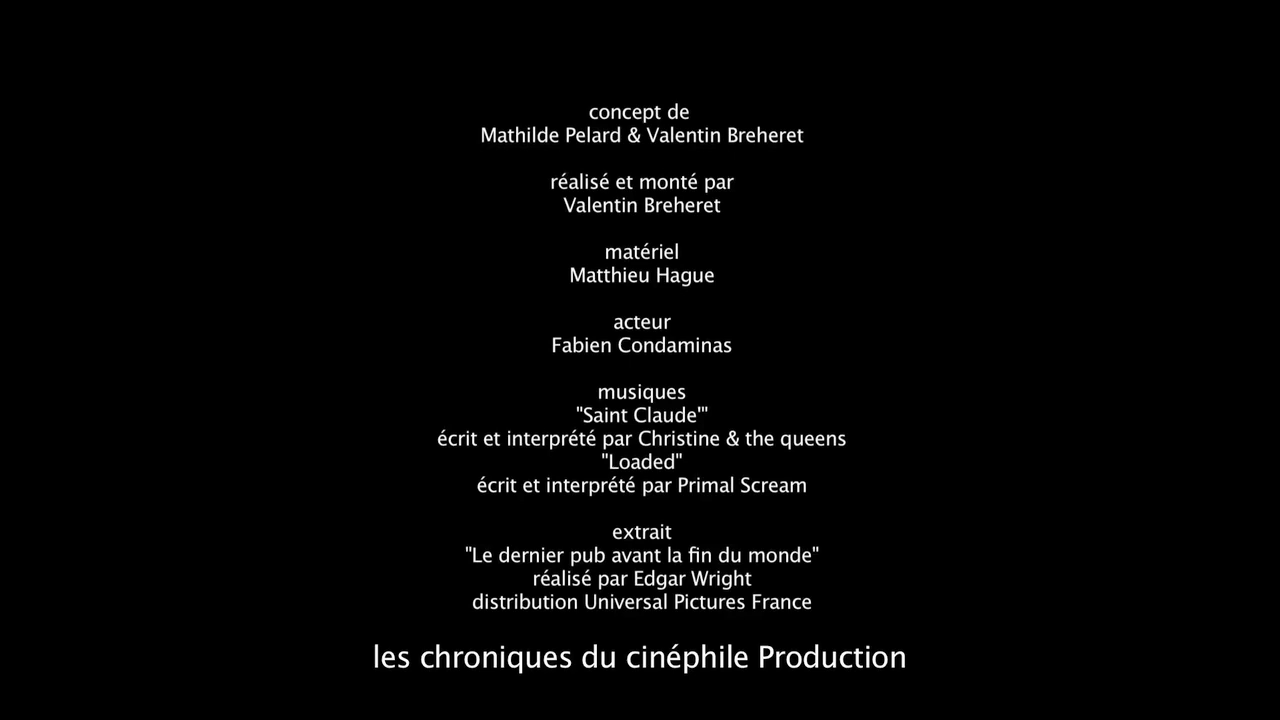 concept de
Mathilde Pelard & Valentin Breheret
réalisé et monté par
Valentin Breheret
matériel
Matthieu Hague
acteur
Fabien Condaminas
musiques
"Saint Claude'"
écrit et interprété par Christine & the queens
"Loaded"
écrit et interprété par Primal Scream
extrait
"Le dernier pub avant la fin du monde"
réalisé par Edgar Wright
distribution Universal Pictures France
les chroniques du cinéphile Production